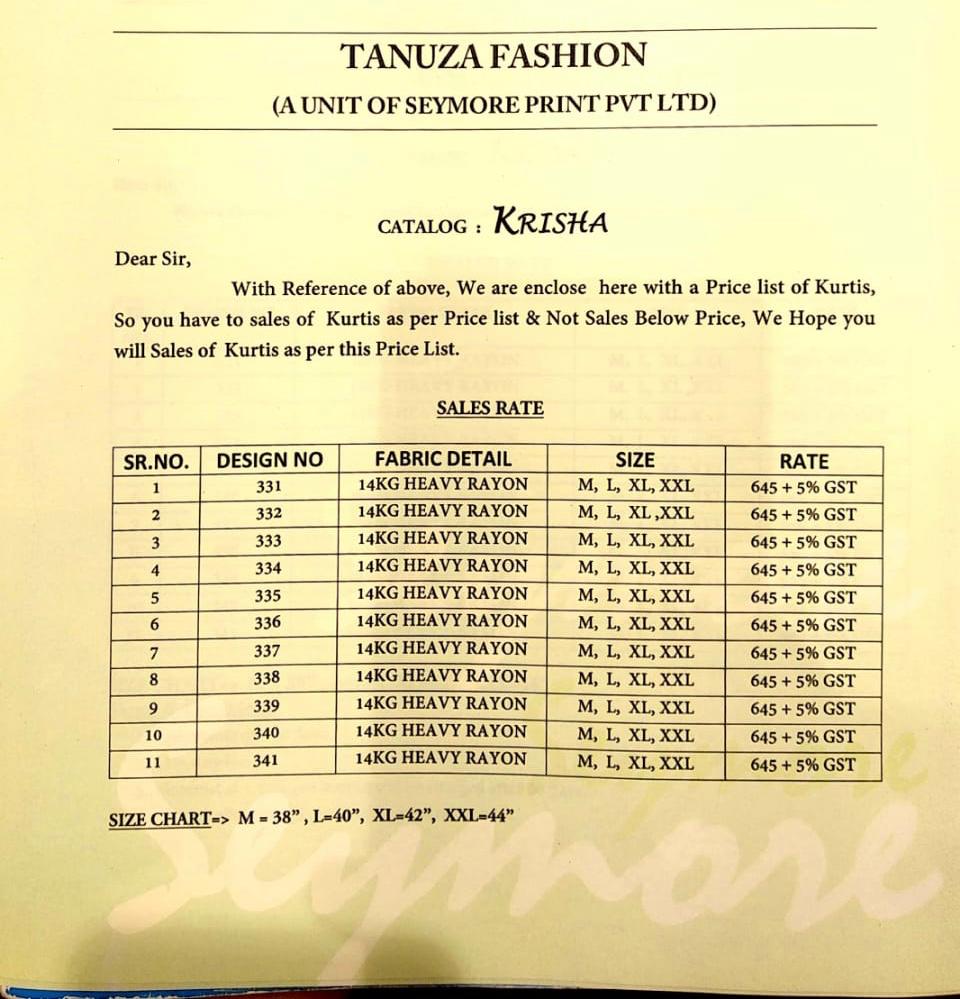 TANUZA FASHION
(A UNIT OF SEYMORE PRINT PVT LTD)
CATALOG : KRISHA
Dear Sir,
With Reference of above, We are enclose here with a Price list of Kurtis,
So you have to sales of Kurtis as per Price list & Not Sales Below Price, We Hope you
will Sales of Kurtis as per this Price List.
SALES RATE
SR.NO. DESIGN NO FABRIC DETAIL SIZE RATE
1 331 14KG HEAVY RAYON M, L, XL, XXL 645 + 5% GST
2 332 14KG HEAVY RAYON M, L, XL ,XXL 645 + 5% GST
3 333 14KG HEAVY RAYON M, L, XL, XXL 645 + 5% GST
4 334 14KG HEAVY RAYON M, L, XL, XXL 645 + 5% GST
5 335 14KG HEAVY RAYON M, L, XL, XXL 645 + 5% GST
6 336 14KG HEAVY RAYON M, L, XL, XXL 645 + 5% GST
7 337 14KG HEAVY RAYON M, L, XL, XXL 645 + 5% GST
8 338 14KG HEAVY RAYON M, L, XL, XXL 645 + 5% GST
9 339 14KG HEAVY RAYON M, L, XL, XXL 645 + 5% GST
10 340 14KG HEAVY RAYON M, L, XL, XXL 645 + 5% GST
11 341 14KG HEAVY RAYON M, L, XL, XXL 645 + 5% GST
SIZE CHART=> M = 38” , L=40”, XL=42”, XXL=44”
Seymore